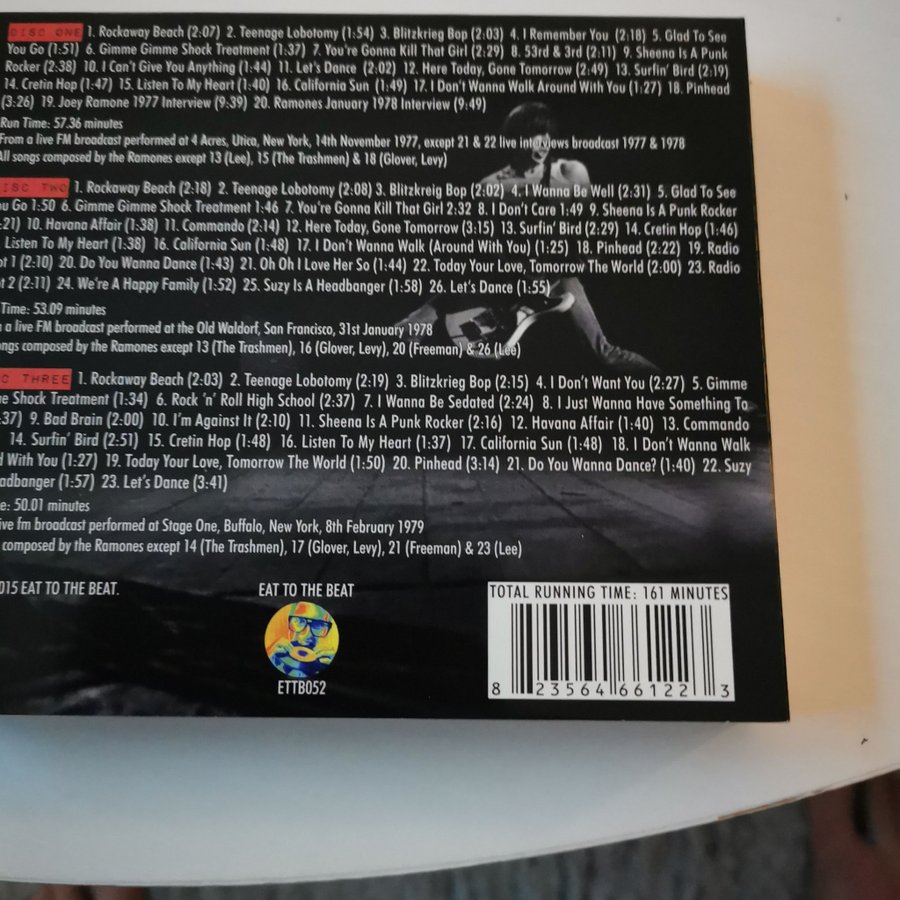 DISC ONE 1. Rockaway Beach (2:07) 2. Teenage Lobotomy (1:54) 3. Blitzkrieg Bop (2:03) 4. I Remember You (2:18) 5. Glad To See
You Go (1:51) 6. Gimme Gimme Shock Treatment (1:37) 7. You're Gonna Kill That Girl (2:29) 8. 53rd & 3rd (2:11) 9. Sheena Is A Punk
Rocker (2:38) 10. I Can't Give You Anything (1:44) 11. Let's Dance (2:02) 12. Here Today, Gone Tomorrow (2:49) 13. Surfin' Bird (2:19)
14. Cretin Hop (1:47) 15. Listen To My Heart (1:40) 16. California Sun (1:49) 17. I Don't Wanna Walk Around With You (1:27) 18. Pinhead
(3:26) 19. Joey Ramone 1977 Interview (9:39) 20. Ramones January 1978 Interview (9:49)
Run Time: 57.36 minutes
From a live FM broadcast performed at 4 Acres, Utica, New York, 14th November 1977, except 21 & 22 live interviews broadcast 1977 & 1978
All songs composed by the Ramones except 13 (Lee), 15 (The Trashmen) & 18 (Glover, Levy)
ISC TWO 1. Rockaway Beach (2:18) 2. Teenage Lobotomy (2:08) 3. Blitzkreig Bop (2:02) 4. I Wanna Be Well (2:31) 5. Glad To See
u Go 1:50 6. Gimme Gimme Shock Treatment 1:46 7. You're Gonna Kill That Girl 2:32 8. I Don't Care 1:49 9. Sheena Is A Punk Rocker
:21) 10. Havana Affair (1:38) 11. Commando (2:14) 12. Here Today, Gone Tomorrow (3:15) 13. Surfin' Bird (2:29) 14. Cretin Hop (1:46)
Listen To My Heart (1:38) 16. California Sun (1:48) 17. I Don't Wanna Walk (Around With You) (1:25) 18. Pinhead (2:22) 19. Radio
t 1 (2:10) 20. Do You Wanna Dance (1:43) 21. Oh Oh I Love Her So (1:44) 22. Today Your Love, Tomorrow The World (2:00) 23. Radio
t 2 (2:11) 24. We're A Happy Family (1:52) 25. Suzy Is A Headbanger (1:58) 26. Let's Dance (1:55)
Time: 53.09 minutes
a live FM broadcast performed at the Old Waldorf, San Francisco, 31st January 1978
ongs composed by the Ramones except 13 (The Trashmen), 16 (Glover, Levy), 20 (Freeman) & 26 (Lee)
C THREE 1. Rockaway Beach (2:03) 2. Teenage Lobotomy (2:19) 3. Blitzkrieg Bop (2:15) 4. I Don't Want You (2:27) 5. Gimme
e Shock Treatment (1:34) 6. Rock 'n' Roll High School (2:37) 7. I Wanna Be Sedated (2:24) 8. I Just Wanna Have Something To
:37) 9. Bad Brain (2:00) 10. I'm Against It (2:10) 11. Sheena Is A Punk Rocker (2:16) 12. Havana Affair (1:40) 13. Commando
14. Surfin' Bird (2:51) 15. Cretin Hop (1:48) 16. Listen To My Heart (1:37) 17. California Sun (1:48) 18. I Don't Wanna Walk
d With You (1:27) 19. Today Your Love, Tomorrow The World (1:50) 20. Pinhead (3:14) 21. Do You Wanna Dance? (1:40) 22. Suzy
adbanger (1:57) 23. Let's Dance (3:41)
e: 50.01 minutes
ive fm broadcast performed at Stage One, Buffalo, New York, 8th February 1979
composed by the Ramones except 14 (The Trashmen), 17 (Glover, Levy), 21 (Freeman) & 23 (Lee)
015 EAT TO THE BEAT.
EAT TO THE BEAT
ETTB052
TOTAL RUNNING TIME: 161 MINUTES
8 23564 66122 3